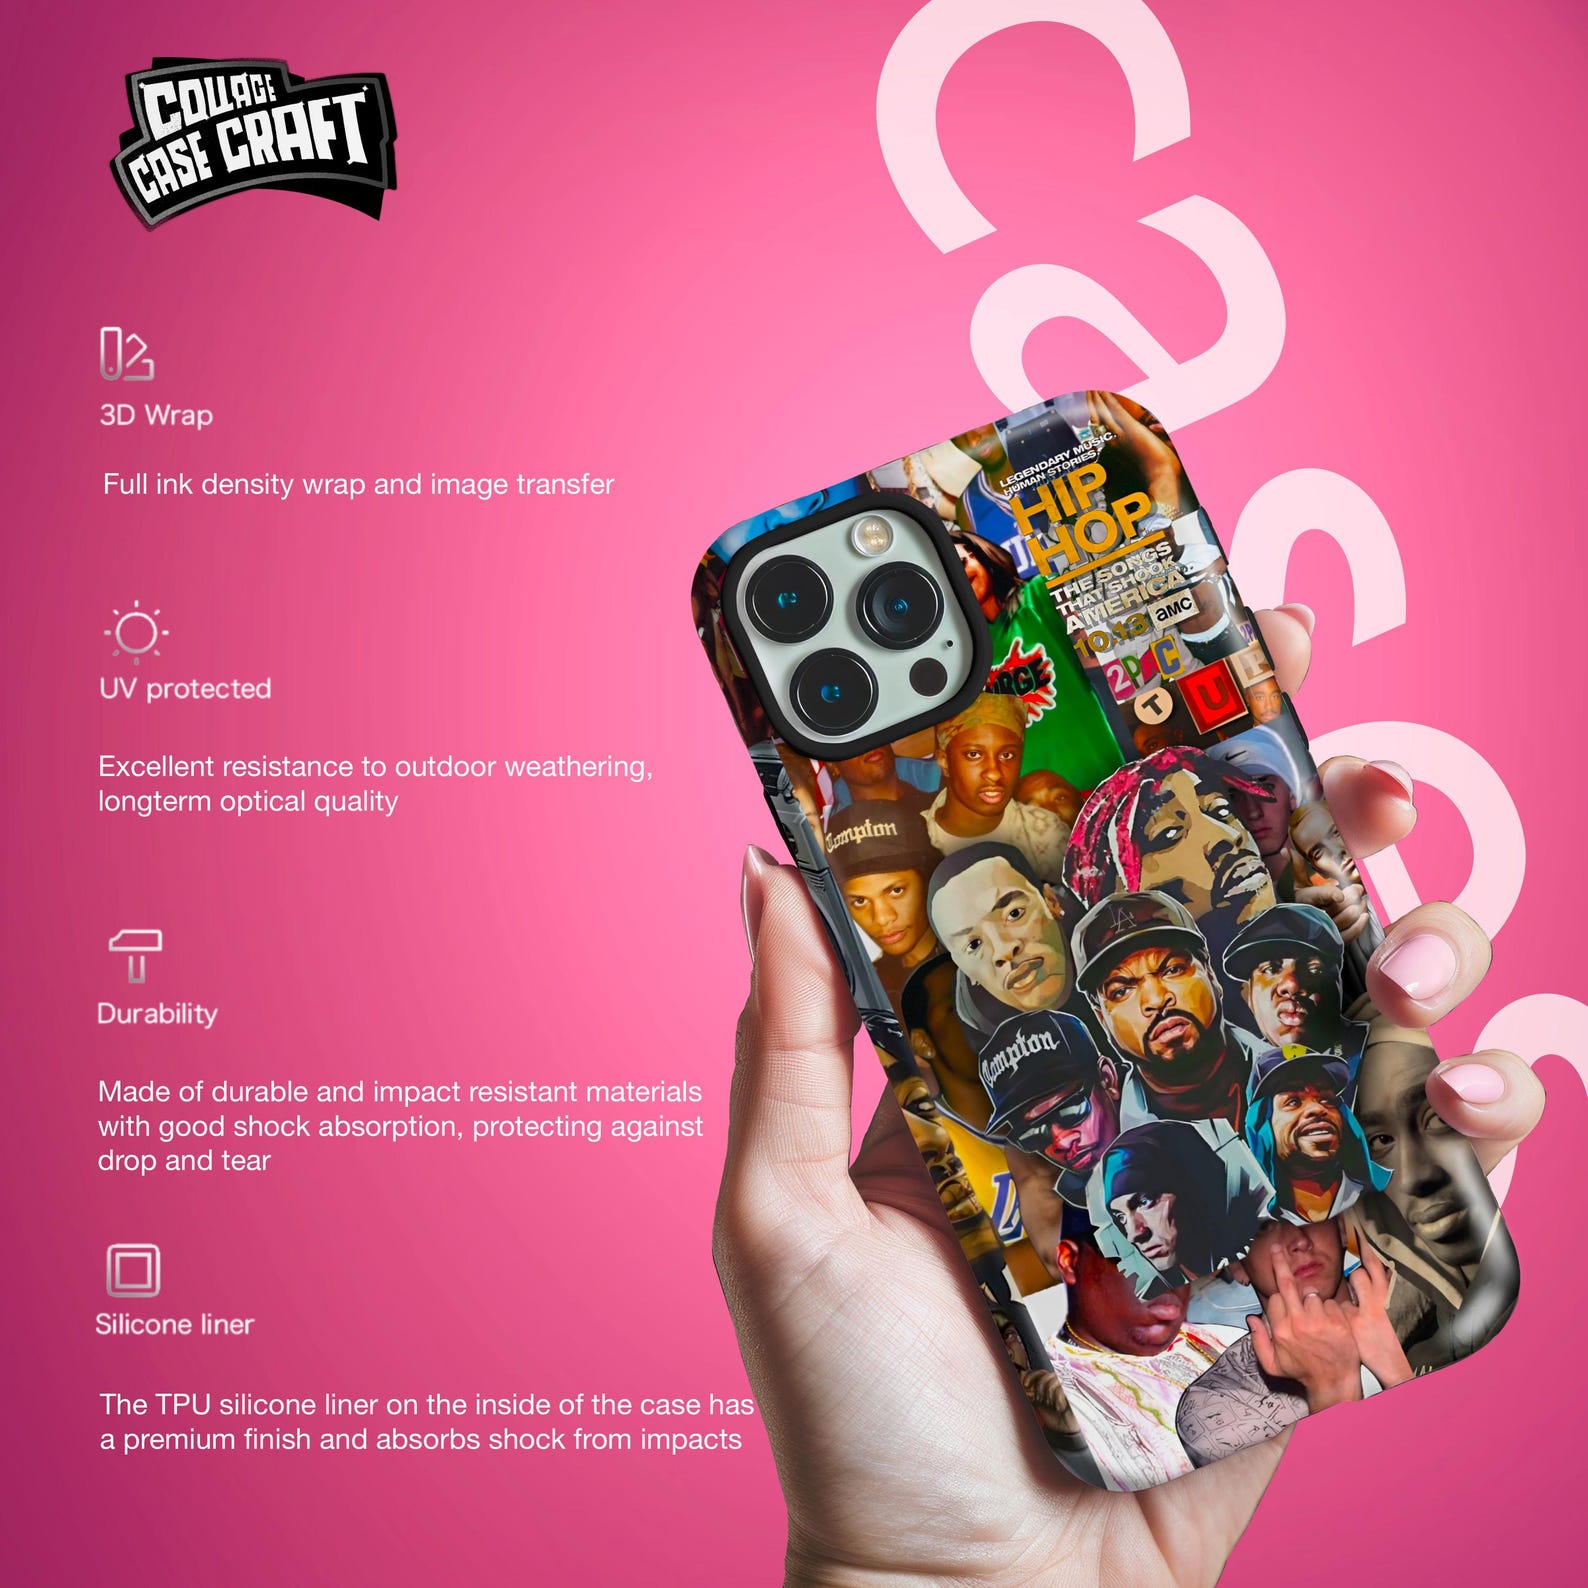 COLLAGE
CASE CRAFT
Cases
3D Wrap
Full ink density wrap and image transfer
UV protected
Excellent resistance to outdoor weathering,
longterm optical quality
Durability
Made of durable and impact resistant materials
with good shock absorption, protecting against
drop and tear
Silicone liner
The TPU silicone liner on the inside of the case has
a premium finish and absorbs shock from impacts
LEGENDARY MUSIC.
HUMAN STORIES.
HIP
HOP
THE SONGS
THAT SHOOK
AMERICA
10.13 aMC
2PAC
T U P
Compton
LA
Compton